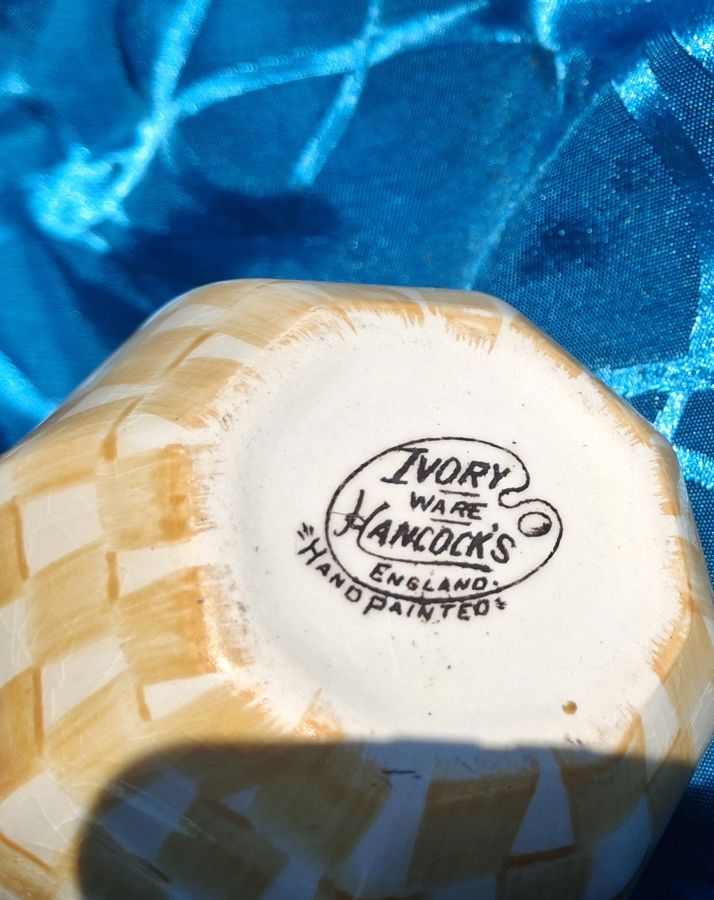 IVORY
WARE
HANCOCK'S
ENGLAND.
"HAND PAINTED"